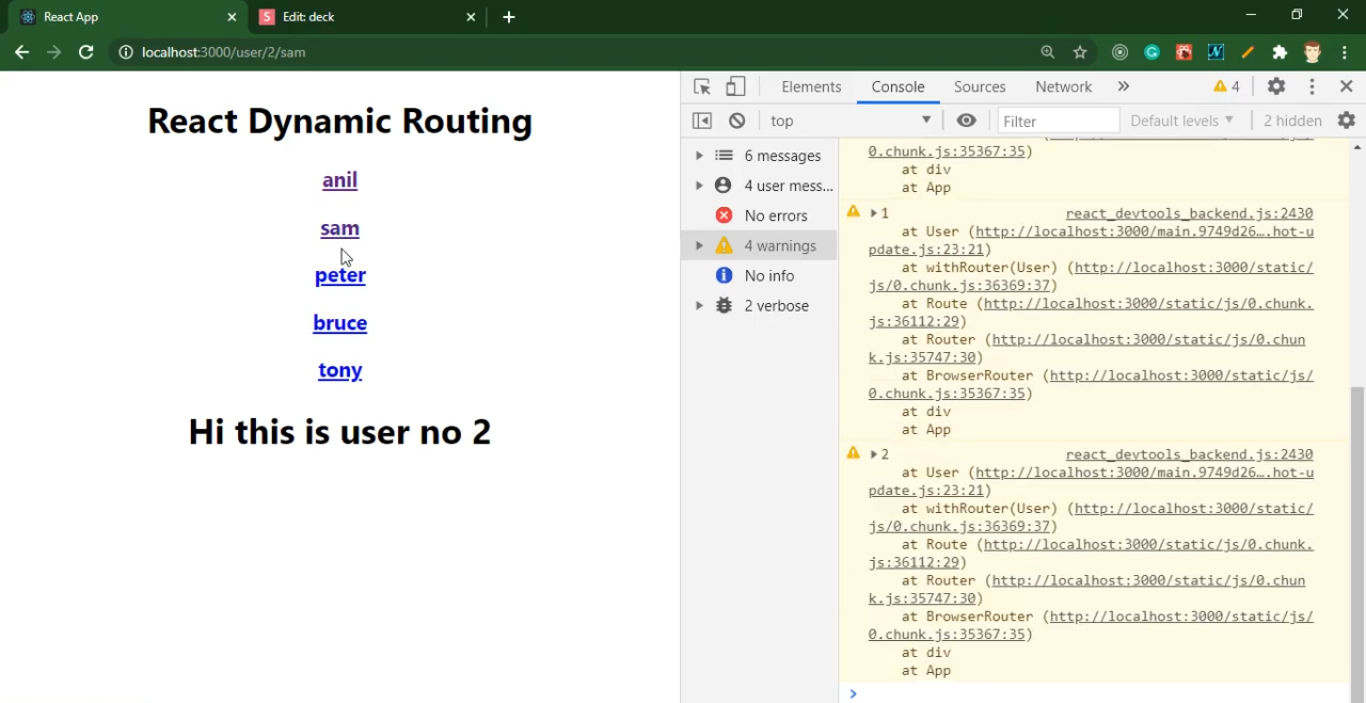 React App
Edit: deck
localhost:3000/user/2/sam
React Dynamic Routing
anil
sam
peter
bruce
tony
Hi this is user no 2
Elements Console Sources Network 4
top Filter Default levels 2 hidden
6 messages
4 user mess...
No errors
4 warnings
No info
2 verbose
0.chunk.js:35367:35)
at div
at App
1 react_devtools_backend.js:2430
at User (http://localhost:3000/main.9749d26….hot-u
pdate.js:23:21)
at withRouter(User) (http://localhost:3000/static/
js/0.chunk.js:36369:37)
at Route (http://localhost:3000/static/js/0.chunk.
js:36112:29)
at Router (http://localhost:3000/static/js/0.chun
k.js:35747:30)
at BrowserRouter (http://localhost:3000/static/js/
0.chunk.js:35367:35)
at div
at App
2 react_devtools_backend.js:2430
at User (http://localhost:3000/main.9749d26….hot-u
pdate.js:23:21)
at withRouter(User) (http://localhost:3000/static/
js/0.chunk.js:36369:37)
at Route (http://localhost:3000/static/js/0.chunk.
js:36112:29)
at Router (http://localhost:3000/static/js/0.chun
k.js:35747:30)
at BrowserRouter (http://localhost:3000/static/js/
0.chunk.js:35367:35)
at div
at App